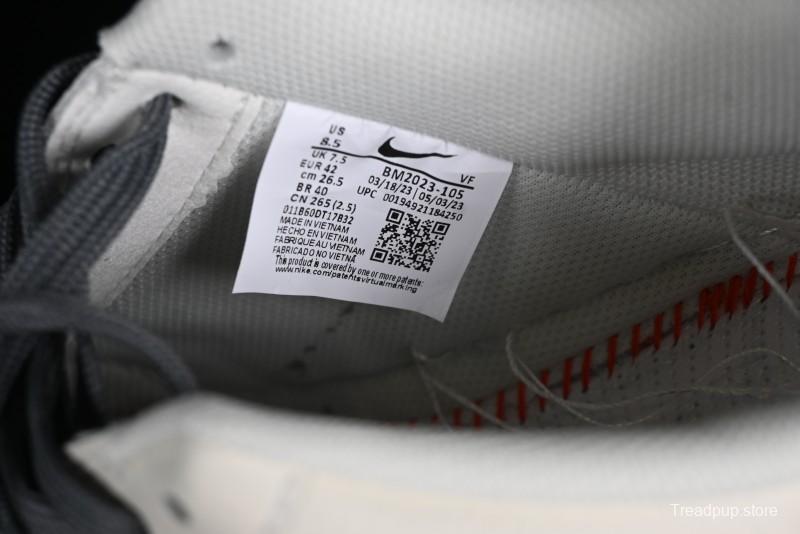 US
8.5
UK 7.5
EUR 42
cm 26.5
BR 40
CN 265 (2.5)
011B60DT17B32
MADE IN VIETNAM
HECHO EN VIETNAM
FABRIQUE AU VIETNAM
FABRICADO NO VIETNA
This product is covered by one or more patents:
www.nike.com/patentsvirtualmarking
VF
BM2023-105
03/18/23 | 05/03/23
UPC 00194921184250
Treadpup.store